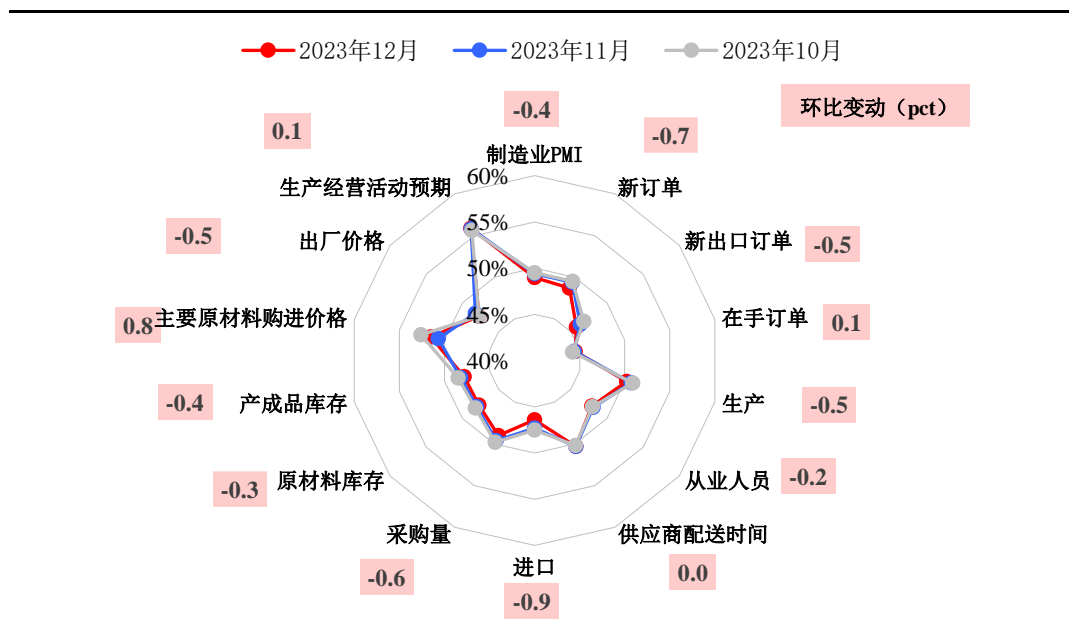 2023年12月
2023年11月
2023年10月
环比变动（pct）
-0.4
0.1
-0.7
制造业PMI
60%
生产经营活动预期
新订单
55%
-0.5
出厂价格
新出口订单
-0.5
50%
0.8
主要原材料购进价格
45%
在手订单
0.1
40%
-0.4
产成品库存
生产
-0.5
-0.3
原材料库存
从业人员
-0.2
采购量
供应商配送时间
进口
-0.6
0.0
-0.9